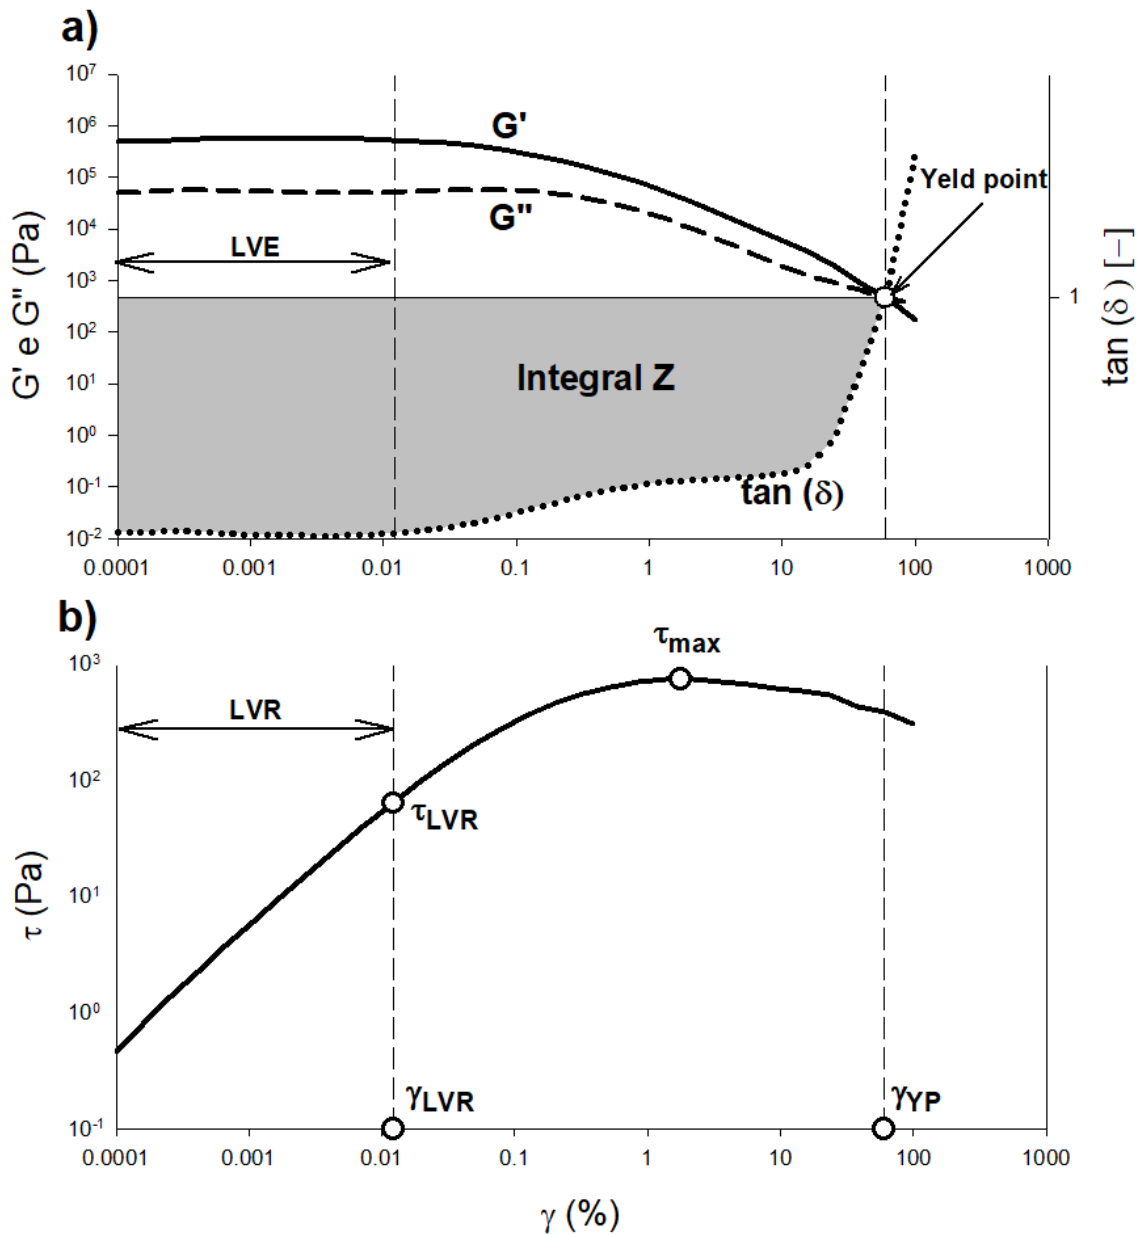 a)
10⁷
10⁶
10⁵
10⁴
10³
10²
10¹
10⁰
10⁻¹
10⁻²
G' e G" (Pa)
G'
G"
LVE
Yeld point
1
tan (δ) [−]
Integral Z
tan (δ)
0.0001 0.001 0.01 0.1 1 10 100 1000
b)
10³
10²
10¹
10⁰
10⁻¹
τ (Pa)
τmax
LVR
τLVR
γLVR
γYP
0.0001 0.001 0.01 0.1 1 10 100 1000
γ (%)